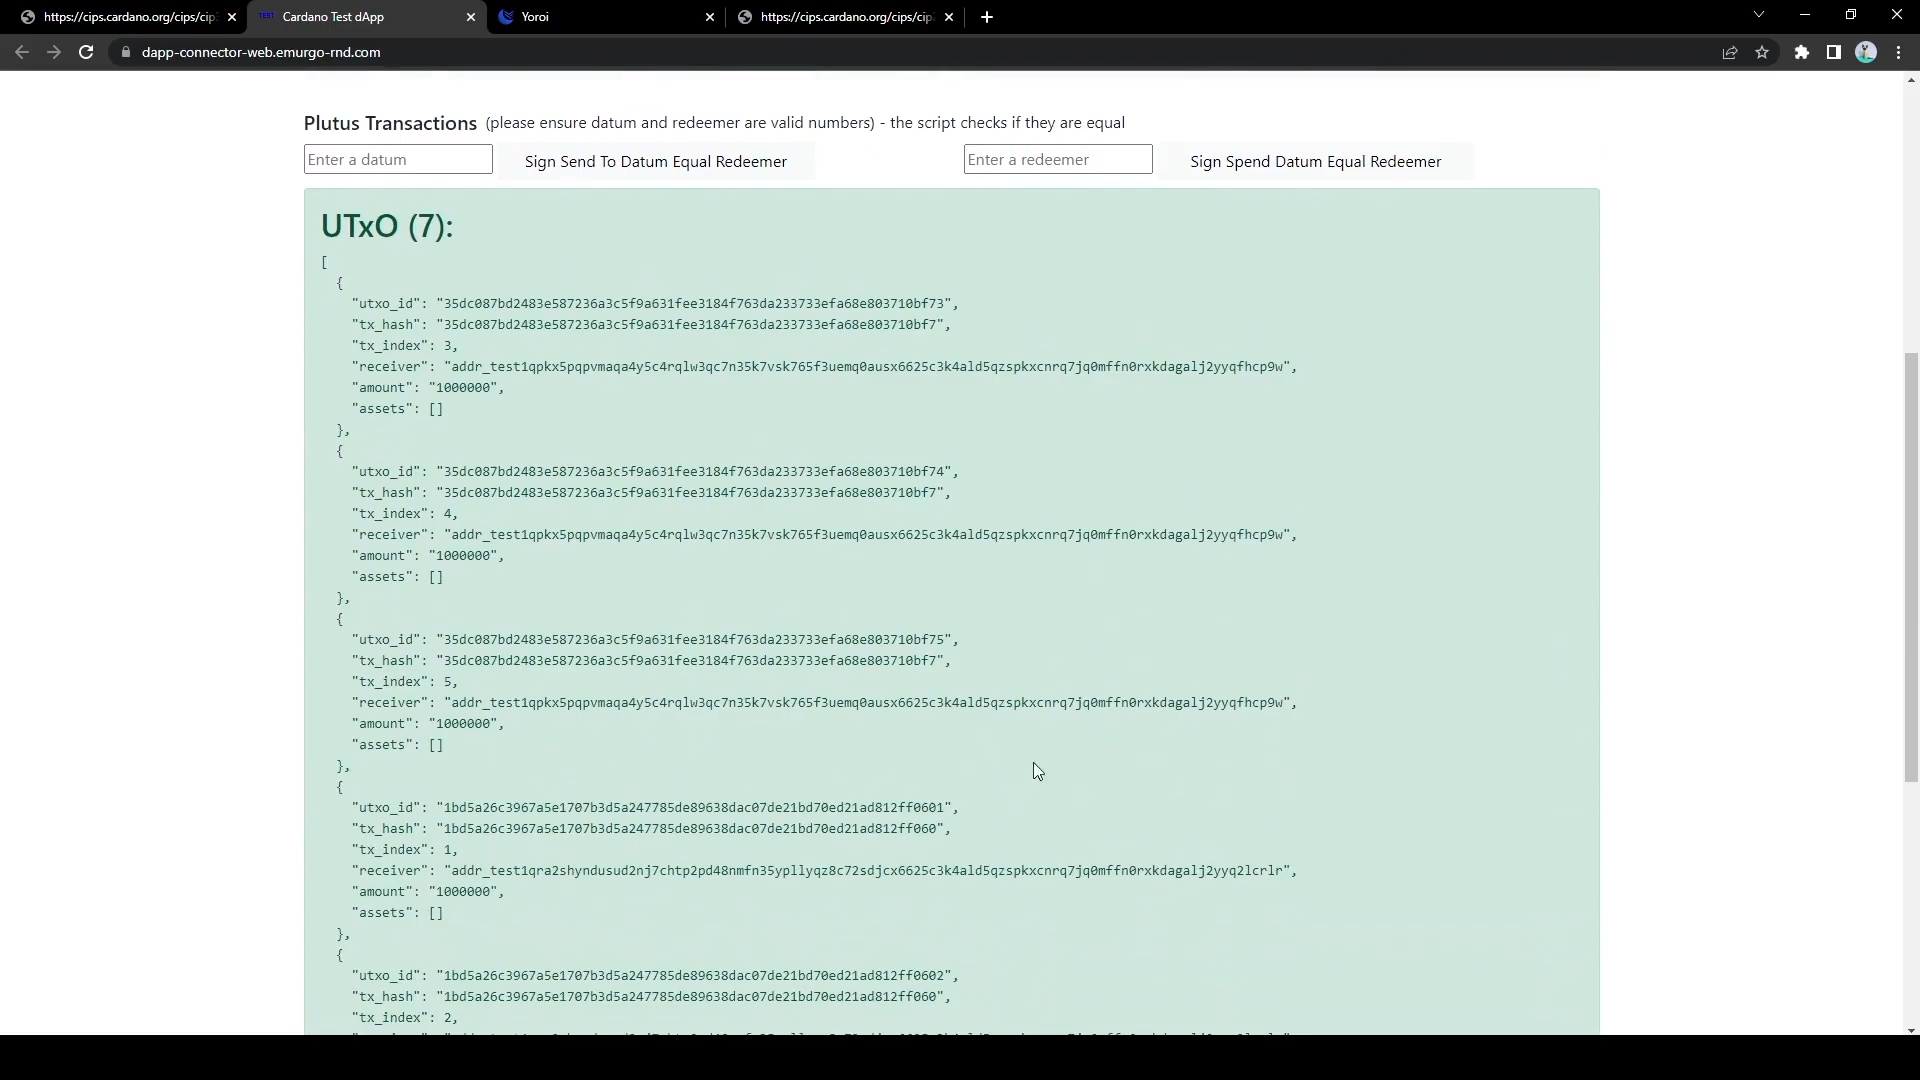 https://cips.cardano.org/cips/cip
TEST Cardano Test dApp
Yoroi
https://cips.cardano.org/cips/cip
dapp-connector-web.emurgo-rnd.com
Plutus Transactions (please ensure datum and redeemer are valid numbers) - the script checks if they are equal
Enter a datum Sign Send To Datum Equal Redeemer Enter a redeemer Sign Spend Datum Equal Redeemer
UTxO (7):
[
{
"utxo_id": "35dc087bd2483e587236a3c5f9a631fee3184f763da233733efa68e803710bf73",
"tx_hash": "35dc087bd2483e587236a3c5f9a631fee3184f763da233733efa68e803710bf7",
"tx_index": 3,
"receiver": "addr_test1qpkx5pqpvmaqa4y5c4rqlw3qc7n35k7vsk765f3uemq0ausx6625c3k4ald5qzspkxcnrq7jq0mffn0rxkdagalj2yyqfhcp9w",
"amount": "1000000",
"assets": []
},
{
"utxo_id": "35dc087bd2483e587236a3c5f9a631fee3184f763da233733efa68e803710bf74",
"tx_hash": "35dc087bd2483e587236a3c5f9a631fee3184f763da233733efa68e803710bf7",
"tx_index": 4,
"receiver": "addr_test1qpkx5pqpvmaqa4y5c4rqlw3qc7n35k7vsk765f3uemq0ausx6625c3k4ald5qzspkxcnrq7jq0mffn0rxkdagalj2yyqfhcp9w",
"amount": "1000000",
"assets": []
},
{
"utxo_id": "35dc087bd2483e587236a3c5f9a631fee3184f763da233733efa68e803710bf75",
"tx_hash": "35dc087bd2483e587236a3c5f9a631fee3184f763da233733efa68e803710bf7",
"tx_index": 5,
"receiver": "addr_test1qpkx5pqpvmaqa4y5c4rqlw3qc7n35k7vsk765f3uemq0ausx6625c3k4ald5qzspkxcnrq7jq0mffn0rxkdagalj2yyqfhcp9w",
"amount": "1000000",
"assets": []
},
{
"utxo_id": "1bd5a26c3967a5e1707b3d5a247785de89638dac07de21bd70ed21ad812ff0601",
"tx_hash": "1bd5a26c3967a5e1707b3d5a247785de89638dac07de21bd70ed21ad812ff060",
"tx_index": 1,
"receiver": "addr_test1qra2shyndusud2nj7chtp2pd48nmfn35ypllyqz8c72sdjcx6625c3k4ald5qzspkxcnrq7jq0mffn0rxkdagalj2yyq2lcrlr",
"amount": "1000000",
"assets": []
},
{
"utxo_id": "1bd5a26c3967a5e1707b3d5a247785de89638dac07de21bd70ed21ad812ff0602",
"tx_hash": "1bd5a26c3967a5e1707b3d5a247785de89638dac07de21bd70ed21ad812ff060",
"tx_index": 2,